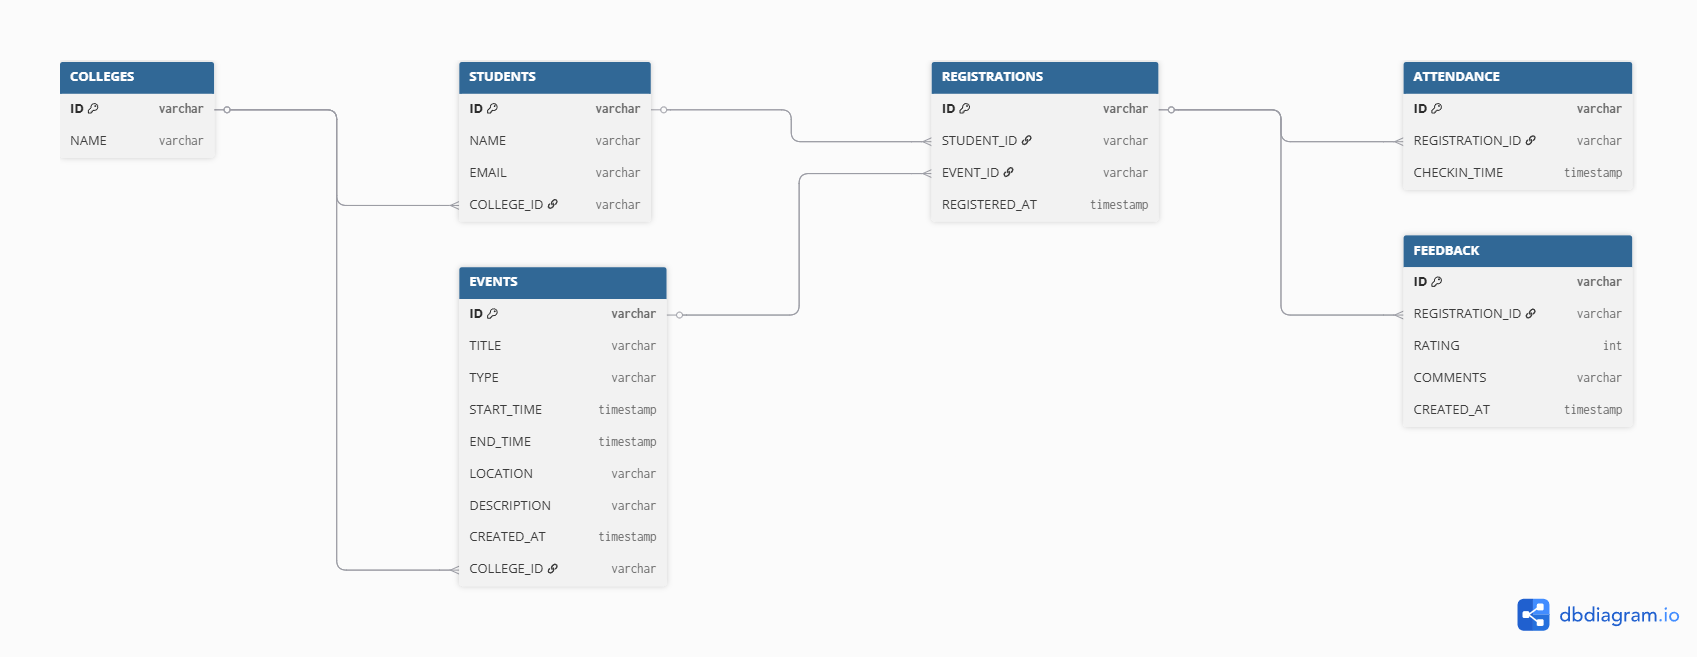 COLLEGES
ID varchar
NAME varchar
STUDENTS
ID varchar
NAME varchar
EMAIL varchar
COLLEGE_ID varchar
EVENTS
ID varchar
TITLE varchar
TYPE varchar
START_TIME timestamp
END_TIME timestamp
LOCATION varchar
DESCRIPTION varchar
CREATED_AT timestamp
COLLEGE_ID varchar
REGISTRATIONS
ID varchar
STUDENT_ID varchar
EVENT_ID varchar
REGISTERED_AT timestamp
ATTENDANCE
ID varchar
REGISTRATION_ID varchar
CHECKIN_TIME timestamp
FEEDBACK
ID varchar
REGISTRATION_ID varchar
RATING int
COMMENTS varchar
CREATED_AT timestamp
dbdiagram.io